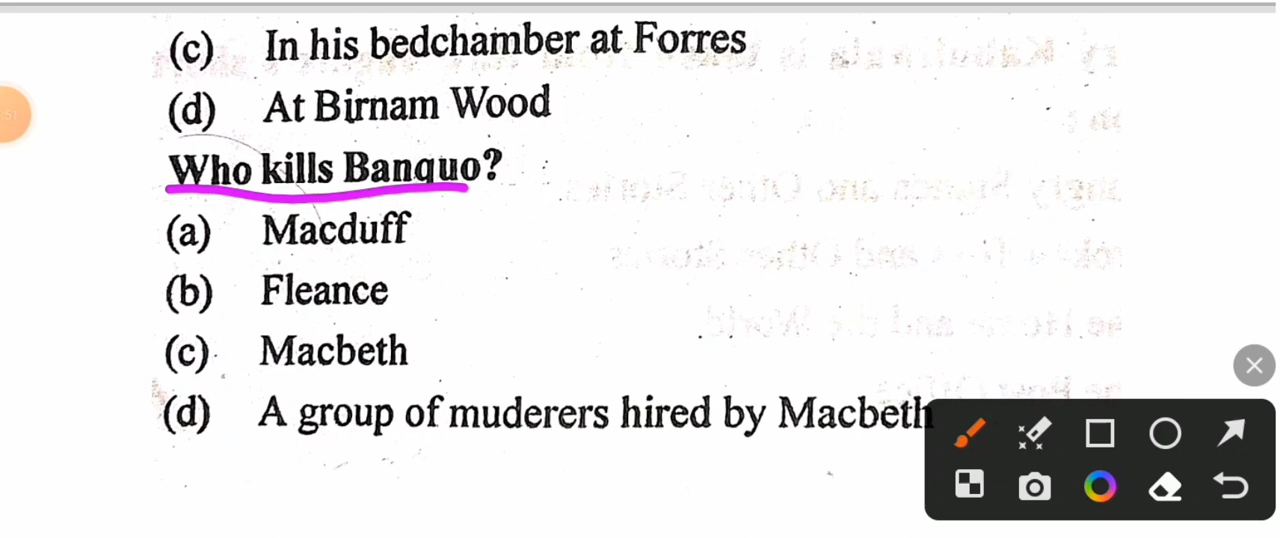 (c) In his bedchamber at Forres
(d) At Birnam Wood
Who kills Banquo?
(a) Macduff
(b) Fleance
(c) Macbeth
(d) A group of muderers hired by Macbeth